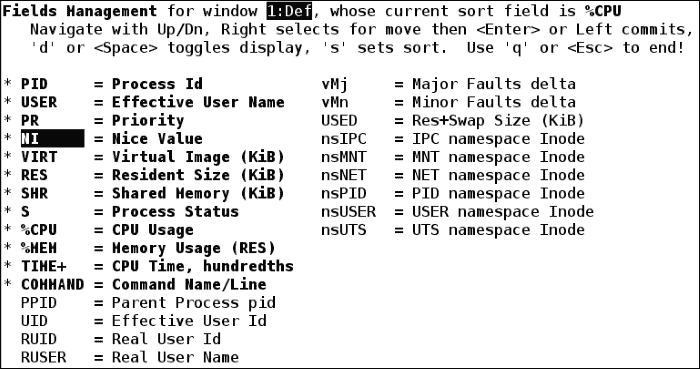 Fields Management for window 1:Def, whose current sort field is %CPU
Navigate with Up/Dn, Right selects for move then <Enter> or Left commits,
'd' or <Space> toggles display, 's' sets sort. Use 'q' or <Esc> to end!
* PID = Process Id vMj = Major Faults delta
* USER = Effective User Name vMn = Minor Faults delta
* PR = Priority USED = Res+Swap Size (KiB)
* NI = Nice Value nsIPC = IPC namespace Inode
* VIRT = Virtual Image (KiB) nsMNT = MNT namespace Inode
* RES = Resident Size (KiB) nsNET = NET namespace Inode
* SHR = Shared Memory (KiB) nsPID = PID namespace Inode
* S = Process Status nsUSER = USER namespace Inode
* %CPU = CPU Usage nsUTS = UTS namespace Inode
* %MEM = Memory Usage (RES)
* TIME+ = CPU Time, hundredths
* COMMAND = Command Name/Line
PPID = Parent Process pid
UID = Effective User Id
RUID = Real User Id
RUSER = Real User Name